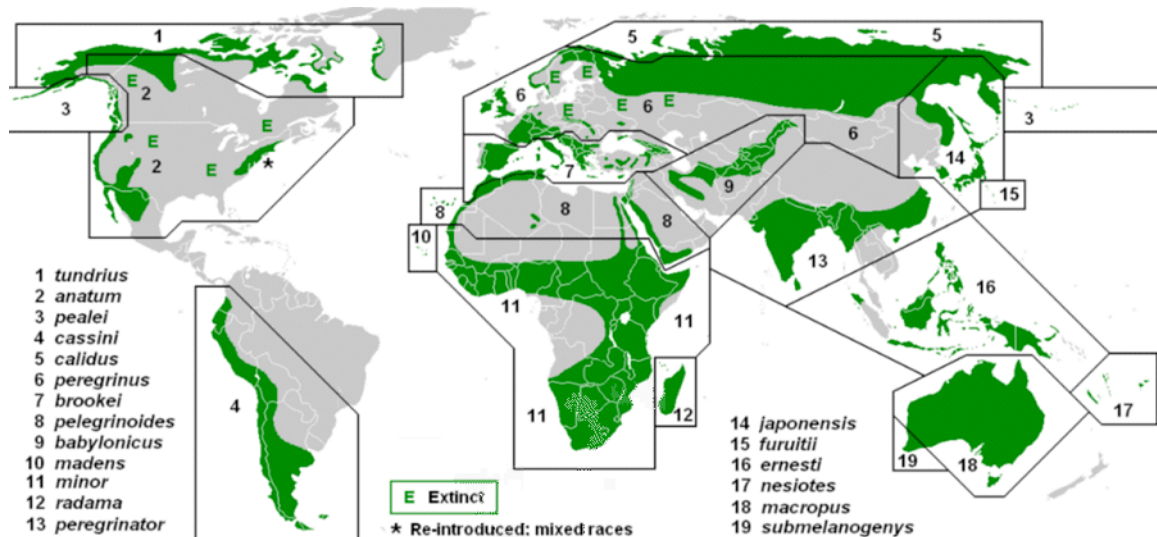 1
5
5
E
2
3
E
E
6
E
E
E
6
E
3
E
6
E
2
*
14
7
9
15
8
8
8
10
13
16
11
11
1 tundrius
2 anatum
3 pealei
4 cassini
5 calidus
6 peregrinus
7 brookei
8 pelegrinoides
9 babylonicus
10 madens
11 minor
12 radama
13 peregrinator
4
11
12
17
19
18
E Extinct
* Re-introduced: mixed races
14 japonensis
15 furuitii
16 ernesti
17 nesiotes
18 macropus
19 submelanogenys